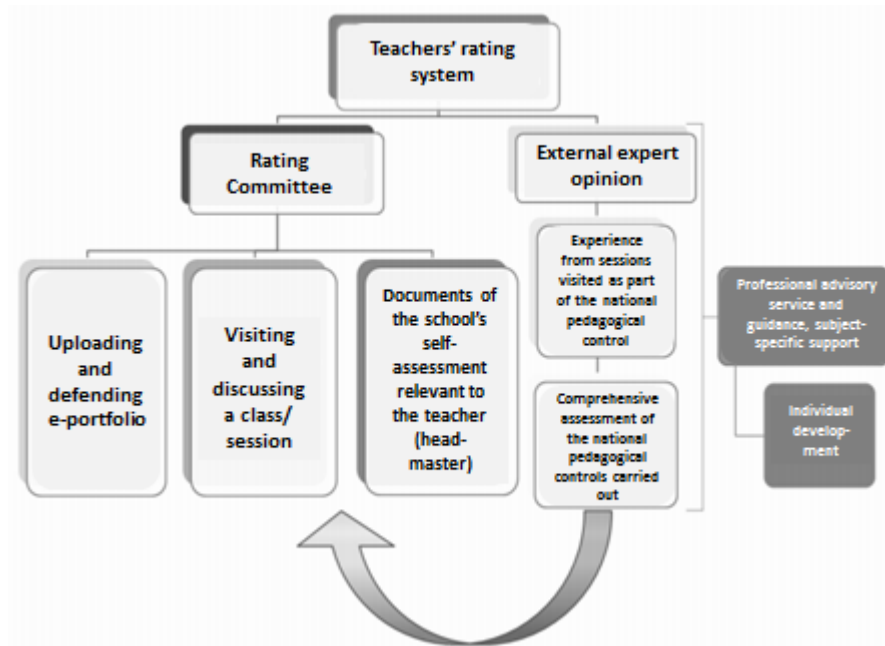 Teachers' rating
system
Rating
Committee
External expert
opinion
Uploading
and
defending
e-portfolio
Visiting
and
discussing
a class/
session
Documents of
the school's
self-
assessment
relevant to
the teacher
(head-
master)
Experience
from sessions
visited as part
of the national
pedagogical
control
Comprehensive
assessment of
the national
pedagogical
controls carried
out
Professional advisory
service and
guidance, subject-
specific support
Individual
develop-
ment